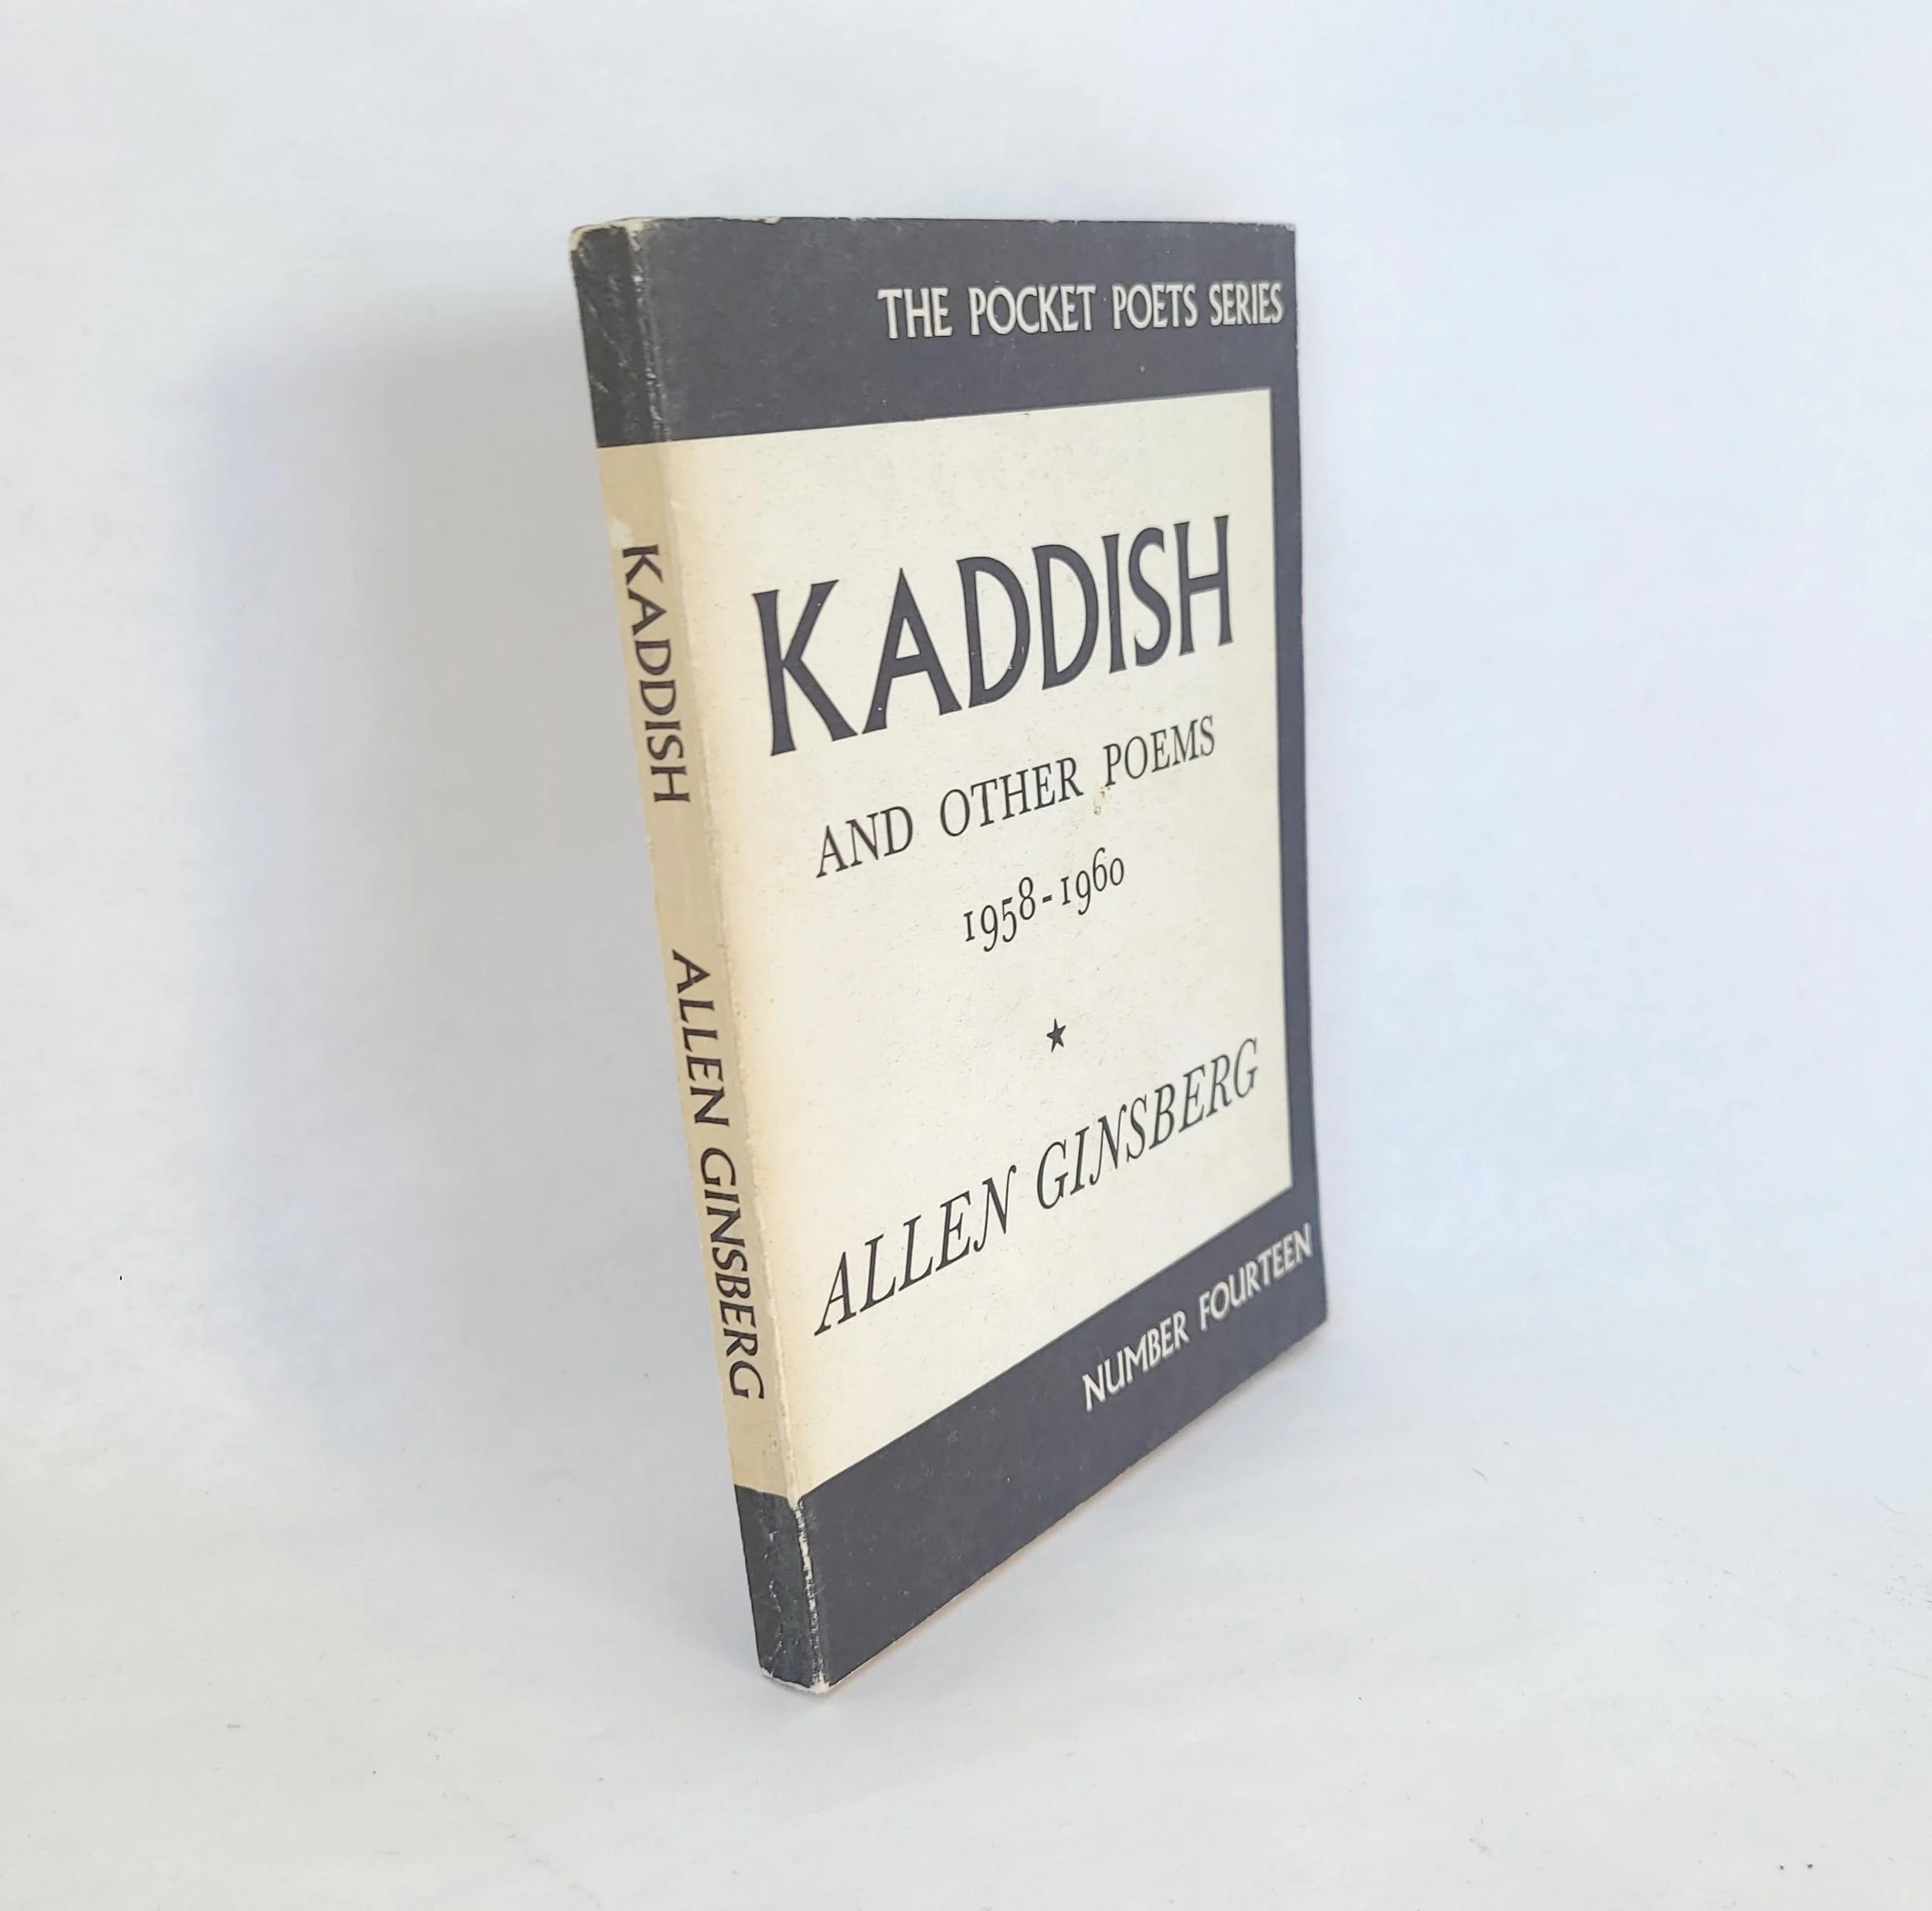 THE POCKET POETS SERIES
KADDISH
AND OTHER POEMS
1958-1960
ALLEN GINSBERG
NUMBER FOURTEEN
KADDISH ALLEN GINSBERG